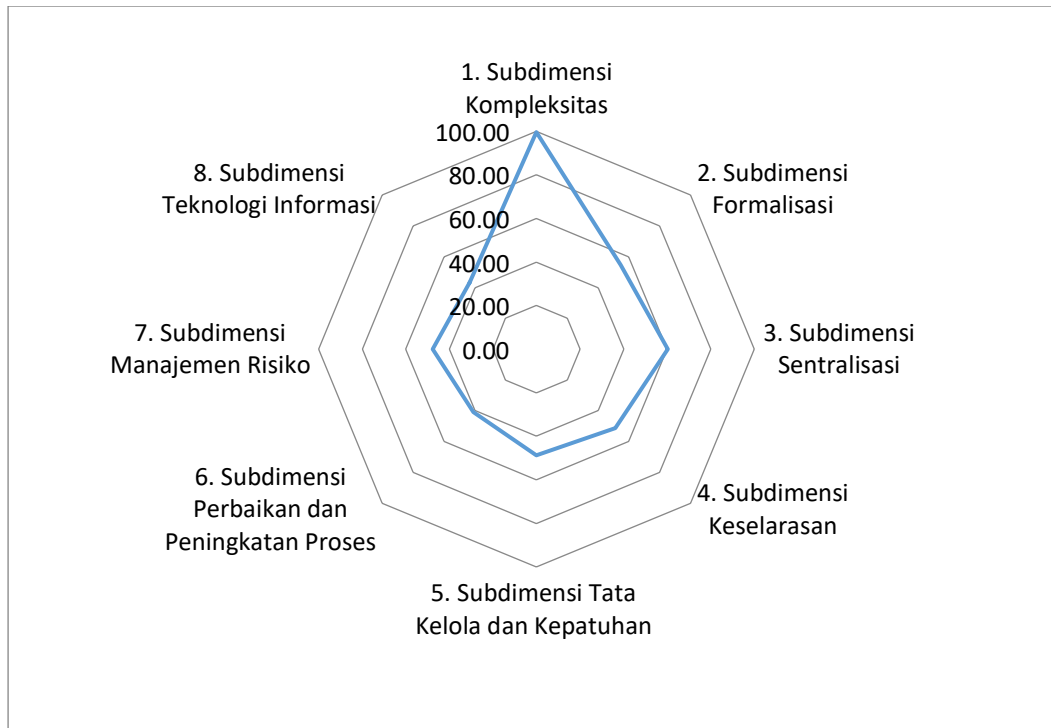 1. Subdimensi
Kompleksitas
100.00
80.00
60.00
40.00
20.00
0.00
2. Subdimensi
Formalisasi
3. Subdimensi
Sentralisasi
4. Subdimensi
Keselarasan
5. Subdimensi Tata
Kelola dan Kepatuhan
6. Subdimensi
Perbaikan dan
Peningkatan Proses
7. Subdimensi
Manajemen Risiko
8. Subdimensi
Teknologi Informasi